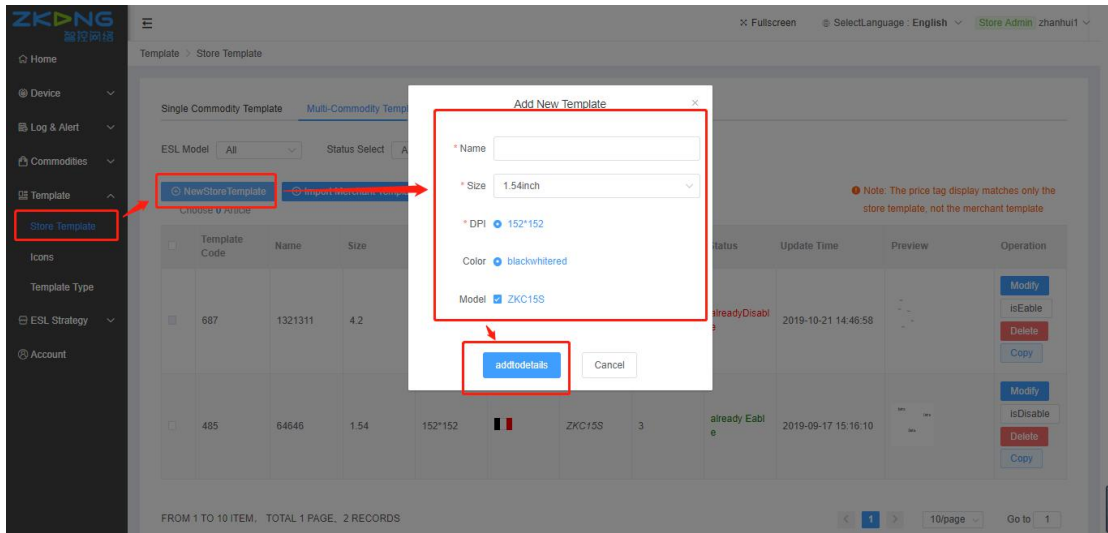 ZKDNG
智控网络
Fullscreen SelectLanguage : English Store Admin zhanhui1
Home
Template > Store Template
Device
Log & Alert
Commodities
Template
Store Template
Icons
Template Type
ESL Strategy
Account
Single Commodity Template Multi-Commodity Templ
ESL Model All Status Select A
NewStoreTemplate Import Merchant Template
Choose 0 Article
Note: The price tag display matches only the
store template, not the merchant template
Add New Template ×
* Name
* Size 1.54inch
* DPI 152*152
Color blackwhitered
Model ZKC15S
addtodetails Cancel
Template Code Name Size Status Update Time Preview Operation
687 1321311 4.2 alreadyDisable 2019-10-21 14:46:58
Modify
isEable
Delete
Copy
485 64646 1.54 152*152 ZKC15S 3 already Eable 2019-09-17 15:16:10
Modify
isDisable
Delete
Copy
FROM 1 TO 10 ITEM, TOTAL 1 PAGE, 2 RECORDS < 1 > 10/page Go to 1